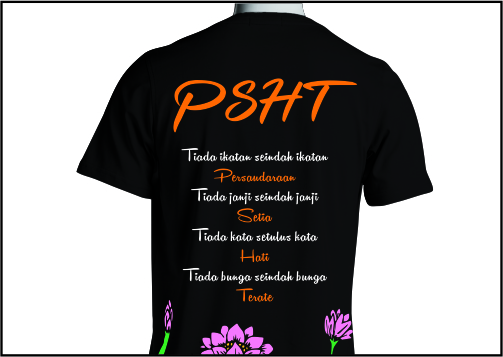 PSHT
Tiada ikatan seindah ikatan
Persaudaraan
Tiada janji seindah janji
Setia
Tiada kata setulus kata
Hati
Tiada bunga seindah bunga
Terate